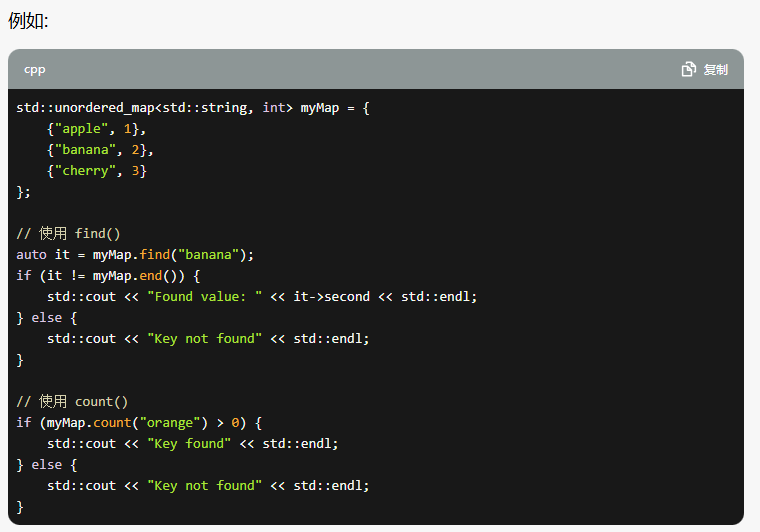 例如:
cpp
复制
std::unordered_map<std::string, int> myMap = {
    {"apple", 1},
    {"banana", 2},
    {"cherry", 3}
};

// 使用 find()
auto it = myMap.find("banana");
if (it != myMap.end()) {
    std::cout << "Found value: " << it->second << std::endl;
} else {
    std::cout << "Key not found" << std::endl;
}

// 使用 count()
if (myMap.count("orange") > 0) {
    std::cout << "Key found" << std::endl;
} else {
    std::cout << "Key not found" << std::endl;
}